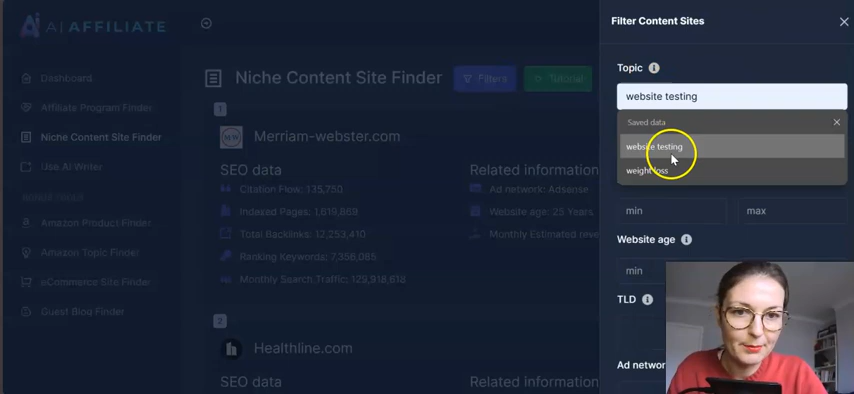 AI AFFILIATE
Dashboard
Affiliate Program Finder
Niche Content Site Finder
Use AI Writer
BONUS TOOLS
Amazon Product Finder
Amazon Topic Finder
eCommerce Site Finder
Guest Blog Finder
Niche Content Site Finder
Filters
Tutorial
1
Merriam-webster.com
SEO data
Citation Flow: 135,750
Indexed Pages: 1,619,869
Total Backlinks: 12,253,410
Ranking Keywords: 7,356,085
Monthly Search Traffic: 129,918,618
Related information
Ad network: Adsense
Website age: 25 Years
Monthly Estimated reve
2
Healthline.com
SEO data
Related information
Filter Content Sites
Topic
website testing
Saved data
website testing
weight loss
min
max
Website age
min
TLD
Ad networ